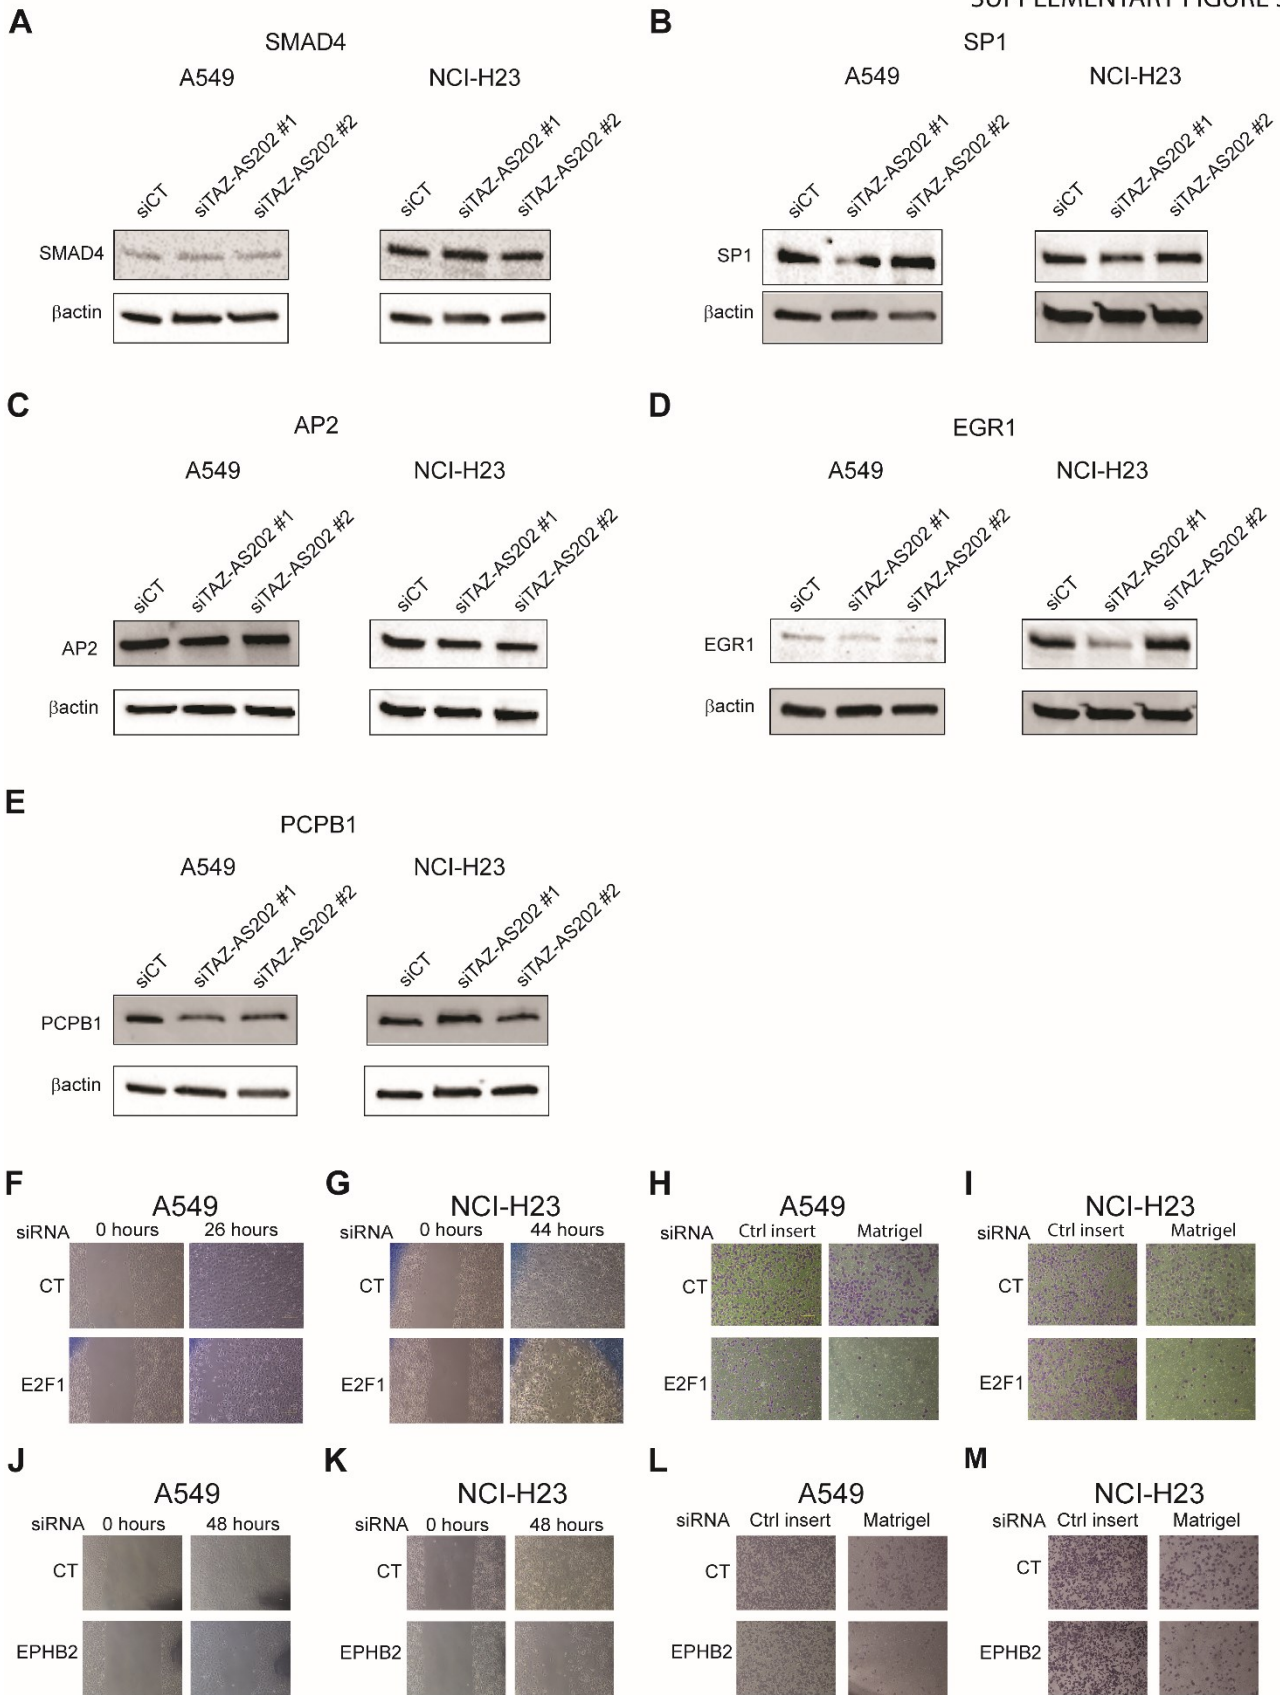 SUPPLEMENTARY FIGURE
A
SMAD4
A549
NCI-H23
siCT
siTAZ-AS202 #1
siTAZ-AS202 #2
siCT
siTAZ-AS202 #1
siTAZ-AS202 #2
SMAD4
βactin
B
SP1
A549
NCI-H23
siCT
siTAZ-AS202 #1
siTAZ-AS202 #2
siCT
siTAZ-AS202 #1
siTAZ-AS202 #2
SP1
βactin
C
AP2
A549
NCI-H23
siCT
siTAZ-AS202 #1
siTAZ-AS202 #2
siCT
siTAZ-AS202 #1
siTAZ-AS202 #2
AP2
βactin
D
EGR1
A549
NCI-H23
siCT
siTAZ-AS202 #1
siTAZ-AS202 #2
siCT
siTAZ-AS202 #1
siTAZ-AS202 #2
EGR1
βactin
E
PCPB1
A549
NCI-H23
siCT
siTAZ-AS202 #1
siTAZ-AS202 #2
siCT
siTAZ-AS202 #1
siTAZ-AS202 #2
PCPB1
βactin
F
A549
siRNA 0 hours 26 hours
CT
E2F1
G
NCI-H23
siRNA 0 hours 44 hours
CT
E2F1
H
A549
siRNA Ctrl insert Matrigel
CT
E2F1
I
NCI-H23
siRNA Ctrl insert Matrigel
CT
E2F1
J
A549
siRNA 0 hours 48 hours
CT
EPHB2
K
NCI-H23
siRNA 0 hours 48 hours
CT
EPHB2
L
A549
siRNA Ctrl insert Matrigel
CT
EPHB2
M
NCI-H23
siRNA Ctrl insert Matrigel
CT
EPHB2